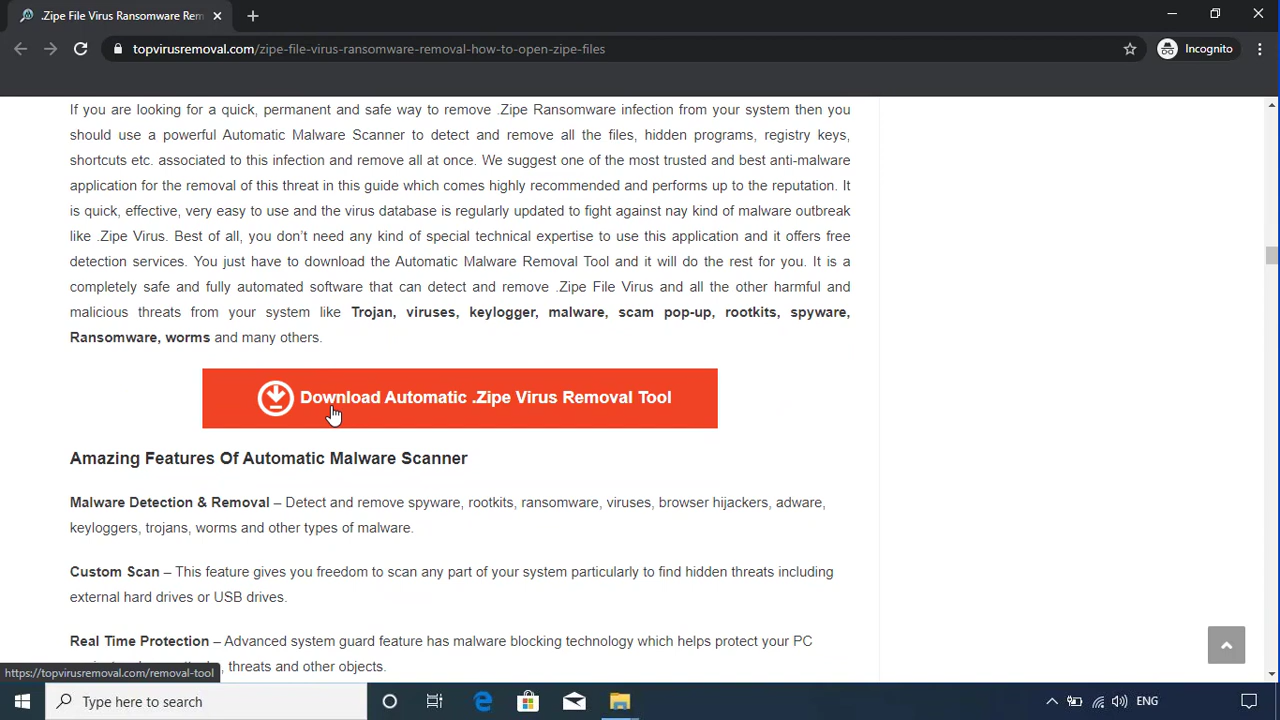 .Zipe File Virus Ransomware Rem
topvirusremoval.com/zipe-file-virus-ransomware-removal-how-to-open-zipe-files
Incognito
If you are looking for a quick, permanent and safe way to remove .Zipe Ransomware infection from your system then you
should use a powerful Automatic Malware Scanner to detect and remove all the files, hidden programs, registry keys,
shortcuts etc. associated to this infection and remove all at once. We suggest one of the most trusted and best anti-malware
application for the removal of this threat in this guide which comes highly recommended and performs up to the reputation. It
is quick, effective, very easy to use and the virus database is regularly updated to fight against nay kind of malware outbreak
like .Zipe Virus. Best of all, you don’t need any kind of special technical expertise to use this application and it offers free
detection services. You just have to download the Automatic Malware Removal Tool and it will do the rest for you. It is a
completely safe and fully automated software that can detect and remove .Zipe File Virus and all the other harmful and
malicious threats from your system like Trojan, viruses, keylogger, malware, scam pop-up, rootkits, spyware,
Ransomware, worms and many others.
Download Automatic .Zipe Virus Removal Tool
Amazing Features Of Automatic Malware Scanner
Malware Detection & Removal – Detect and remove spyware, rootkits, ransomware, viruses, browser hijackers, adware,
keyloggers, trojans, worms and other types of malware.
Custom Scan – This feature gives you freedom to scan any part of your system particularly to find hidden threats including
external hard drives or USB drives.
Real Time Protection – Advanced system guard feature has malware blocking technology which helps protect your PC
threats and other objects.
https://topvirusremoval.com/removal-tool
Type here to search
ENG